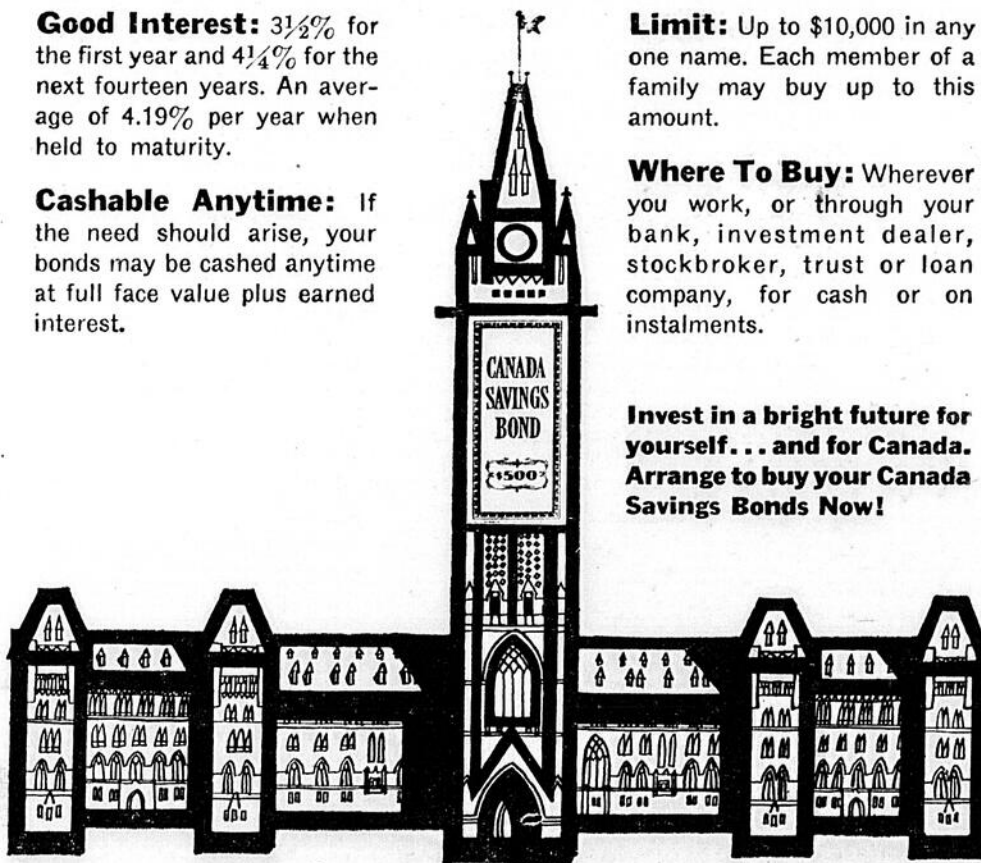 Good Interest: 3½% for
the first year and 4¼% for the
next fourteen years. An aver-
age of 4.19% per year when
held to maturity.
Cashable Anytime: If
the need should arise, your
bonds may be cashed anytime
at full face value plus earned
interest.
CANADA
SAVINGS
BOND
$500
Limit: Up to $10,000 in any
one name. Each member of a
family may buy up to this
amount.
Where To Buy: Wherever
you work, or through your
bank, investment dealer,
stockbroker, trust or loan
company, for cash or on
instalments.
Invest in a bright future for
yourself... and for Canada.
Arrange to buy your Canada
Savings Bonds Now!